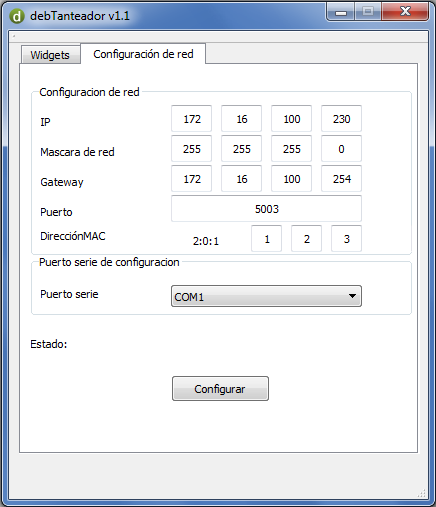 debTanteador v1.1
Widgets Configuración de red
Configuracion de red
IP 172 16 100 230
Mascara de red 255 255 255 0
Gateway 172 16 100 254
Puerto 5003
DirecciónMAC 2:0:1 1 2 3
Puerto serie de configuracion
Puerto serie COM1
Estado:
Configurar